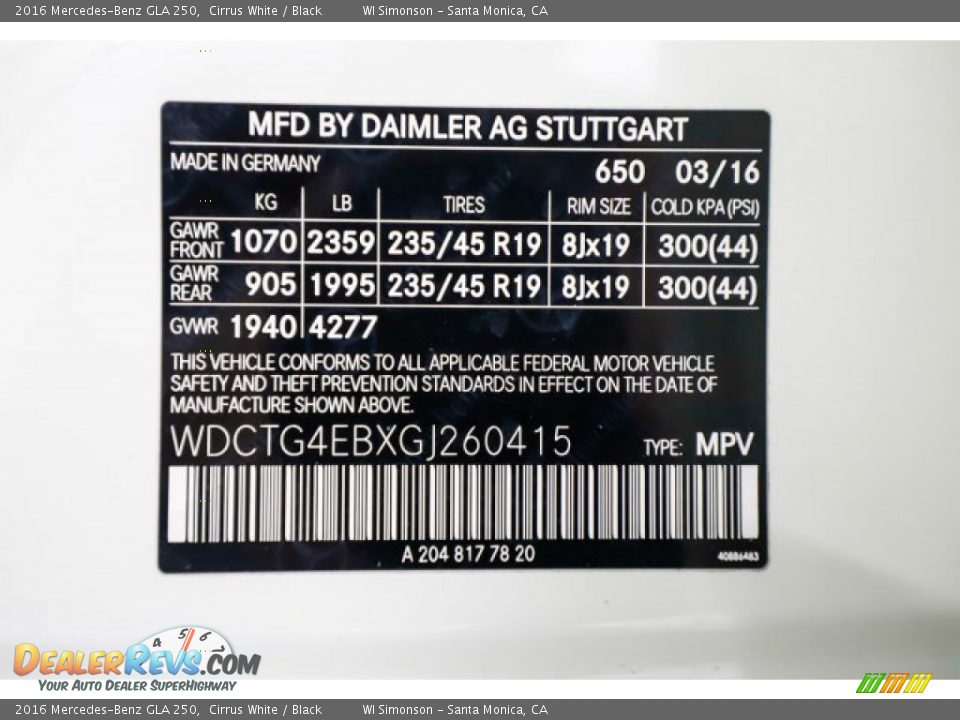 2016 Mercedes-Benz GLA 250, Cirrus White / Black WI Simonson - Santa Monica, CA
MFD BY DAIMLER AG STUTTGART
MADE IN GERMANY 650 03/16
KG LB TIRES RIM SIZE COLD KPA(PSI)
GAWR FRONT 1070 2359 235/45 R19 8Jx19 300(44)
GAWR REAR 905 1995 235/45 R19 8Jx19 300(44)
GVWR 1940 4277
THIS VEHICLE CONFORMS TO ALL APPLICABLE FEDERAL MOTOR VEHICLE
SAFETY AND THEFT PREVENTION STANDARDS IN EFFECT ON THE DATE OF
MANUFACTURE SHOWN ABOVE.
WDCTG4EBXGJ260415 TYPE: MPV
A 204 817 78 20 40886483
4 5 6
DEALERREVS.COM
YOUR AUTO DEALER SUPERHIGHWAY
2016 Mercedes-Benz GLA 250, Cirrus White / Black WI Simonson - Santa Monica, CA